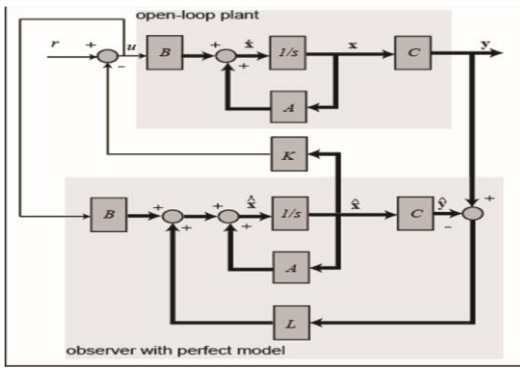 open-loop plant
r + - u B + + ẋ 1/s x C y
A
K
B + + + + x̂̇ 1/s x̂ C ŷ + -
A
L
observer with perfect model